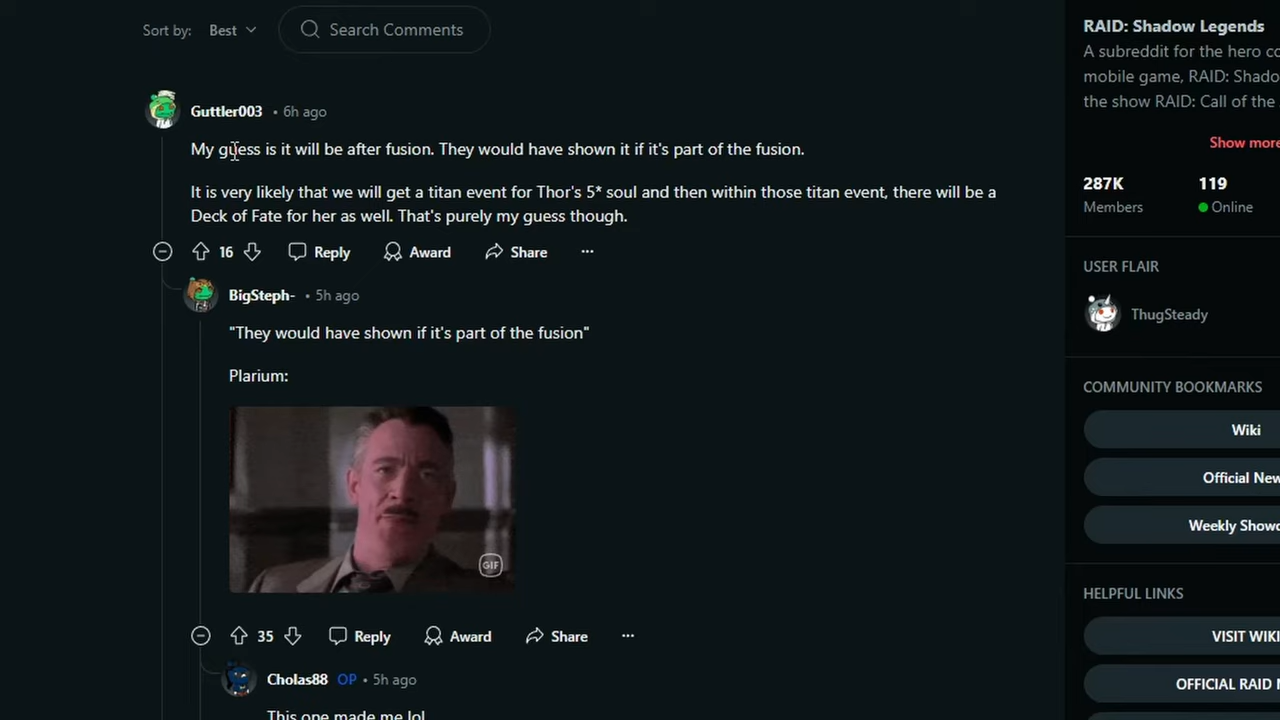 Sort by:
Best
Search Comments
Guttler003 • 6h ago
My guess is it will be after fusion. They would have shown it if it's part of the fusion.
It is very likely that we will get a titan event for Thor's 5* soul and then within those titan event, there will be a
Deck of Fate for her as well. That's purely my guess though.
16
Reply
Award
Share
BigSteph- • 5h ago
"They would have shown if it's part of the fusion"
Plarium:
GIF
35
Reply
Award
Share
Cholas88 OP • 5h ago
This one made me lol
RAID: Shadow Legends
A subreddit for the hero co
mobile game, RAID: Shado
the show RAID: Call of the
Show more
287K
Members
119
Online
USER FLAIR
ThugSteady
COMMUNITY BOOKMARKS
Wiki
Official New
Weekly Showc
HELPFUL LINKS
VISIT WIKI
OFFICIAL RAID